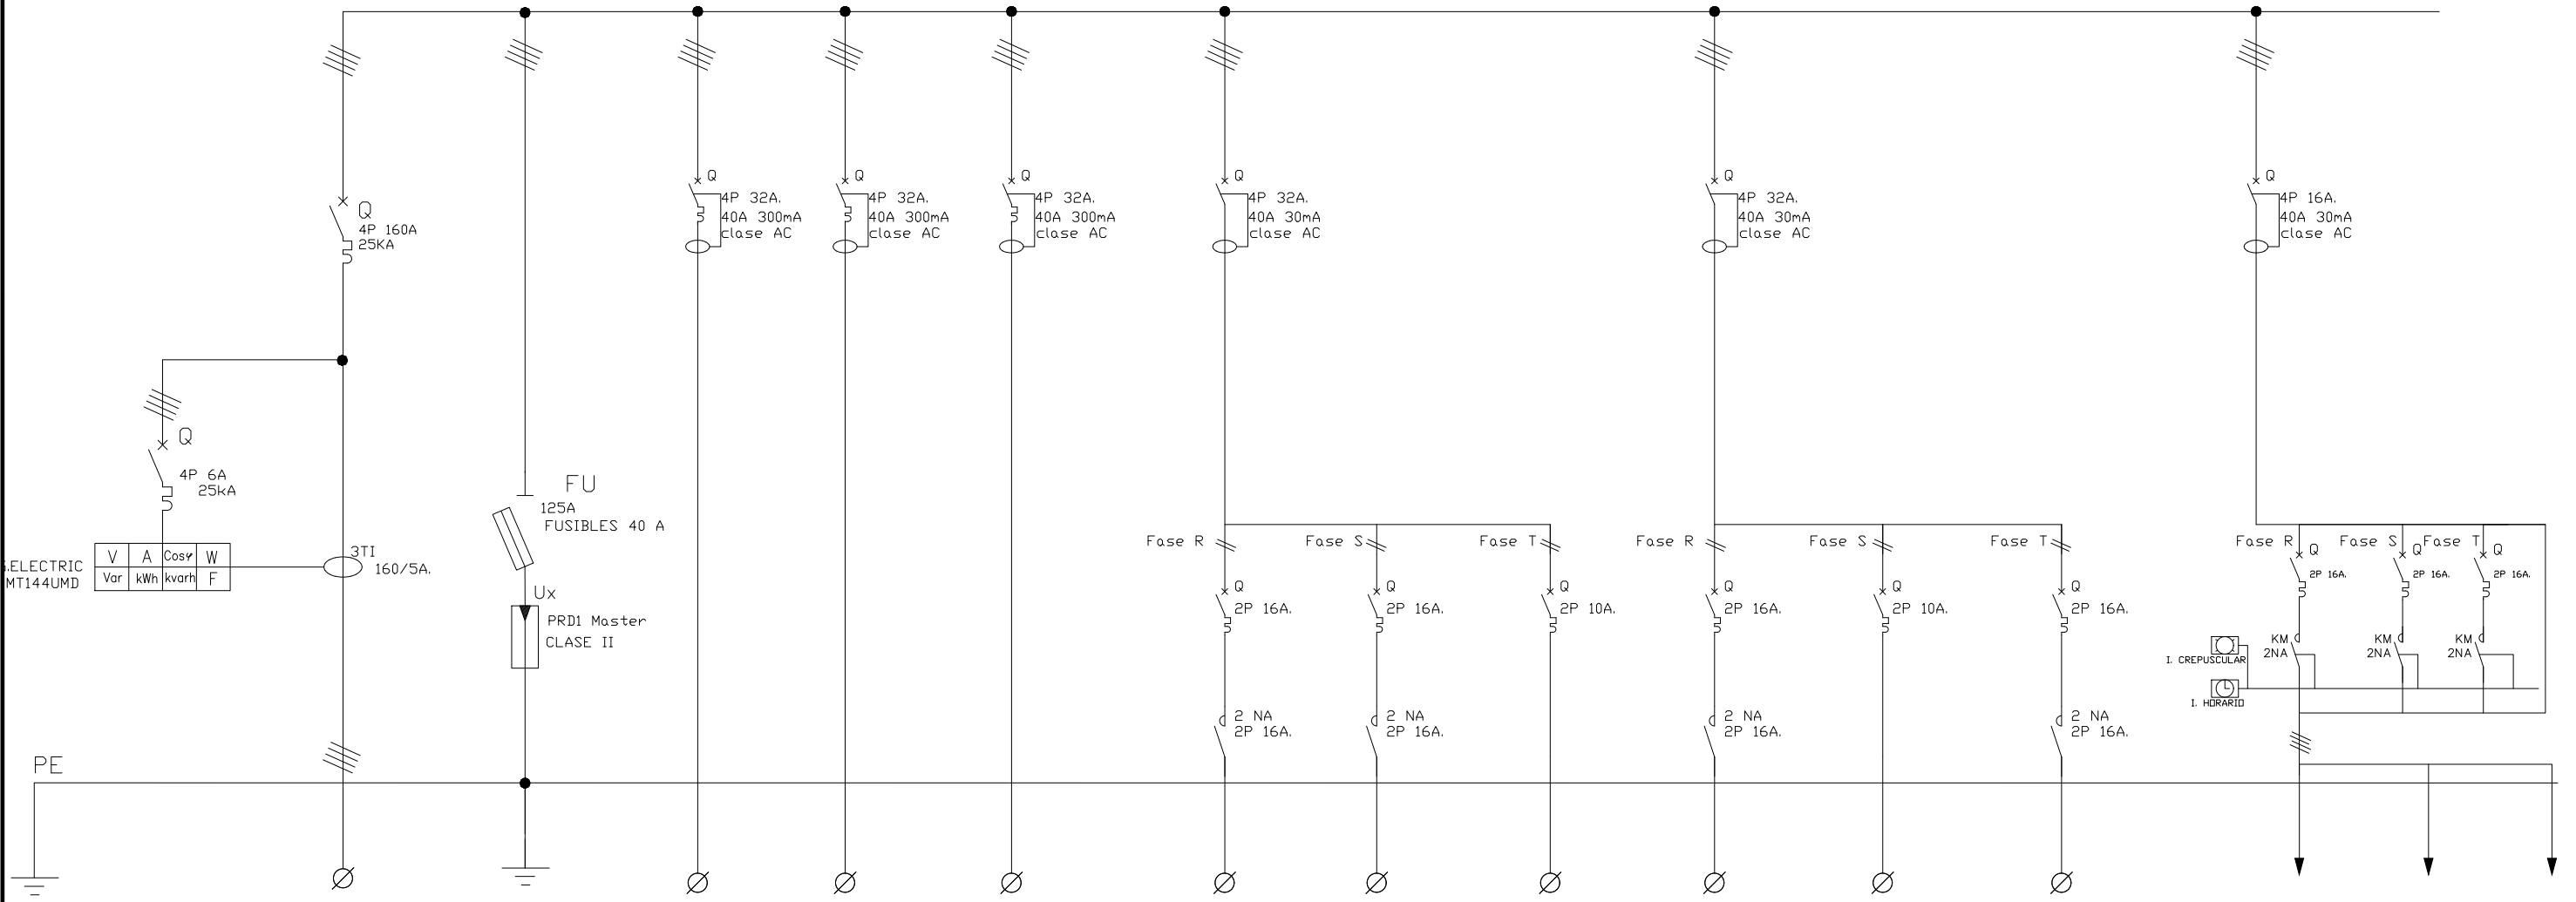 Q
4P 160A
25KA
Q
4P 6A
25kA
ELECTRIC
MT144UMD
V A Cosφ W
Var kWh kvarh F
3TI
160/5A.
PE
FU
125A
FUSIBLES 40 A
Ux
PRD1 Master
CLASE II
Q
4P 32A.
40A 300mA
clase AC
Q
4P 32A.
40A 300mA
clase AC
Q
4P 32A.
40A 300mA
clase AC
Q
4P 32A.
40A 30mA
clase AC
Fase R
Q
2P 16A.
2 NA
2P 16A.
Fase S
Q
2P 16A.
2 NA
2P 16A.
Fase T
Q
2P 10A.
Q
4P 32A.
40A 30mA
clase AC
Fase R
Q
2P 16A.
2 NA
2P 16A.
Fase S
Q
2P 10A.
Fase T
Q
2P 16A.
2 NA
2P 16A.
Q
4P 16A.
40A 30mA
clase AC
Fase R
Q
2P 16A.
KM
2NA
Fase S
Q
2P 16A.
KM
2NA
Fase T
Q
2P 16A.
KM
2NA
I. CREPUSCULAR
I. HORARIO